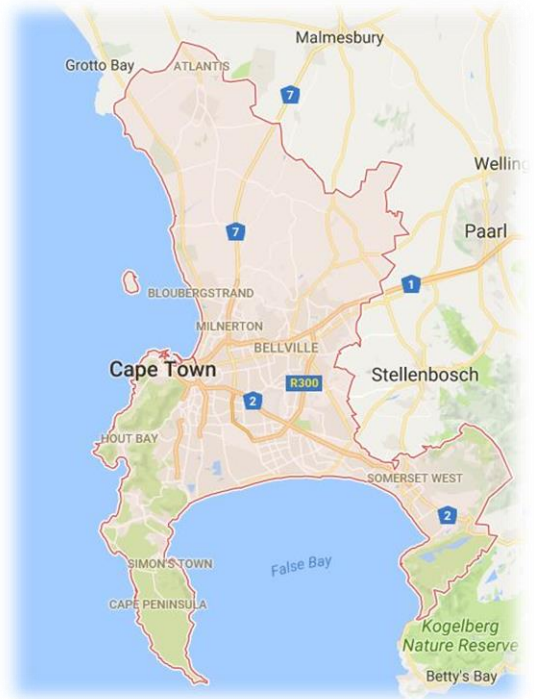 Malmesbury
Grotto Bay
ATLANTIS
7
Paarl
7
1
BLOUBERGSTRAND
MILNERTON
BELLVILLE
Cape Town
R300
Stellenbosch
2
HOUT BAY
SOMERSET WEST
2
False Bay
SIMON'S TOWN
CAPE PENINSULA
Kogelberg
Nature Reserve
Betty's Bay